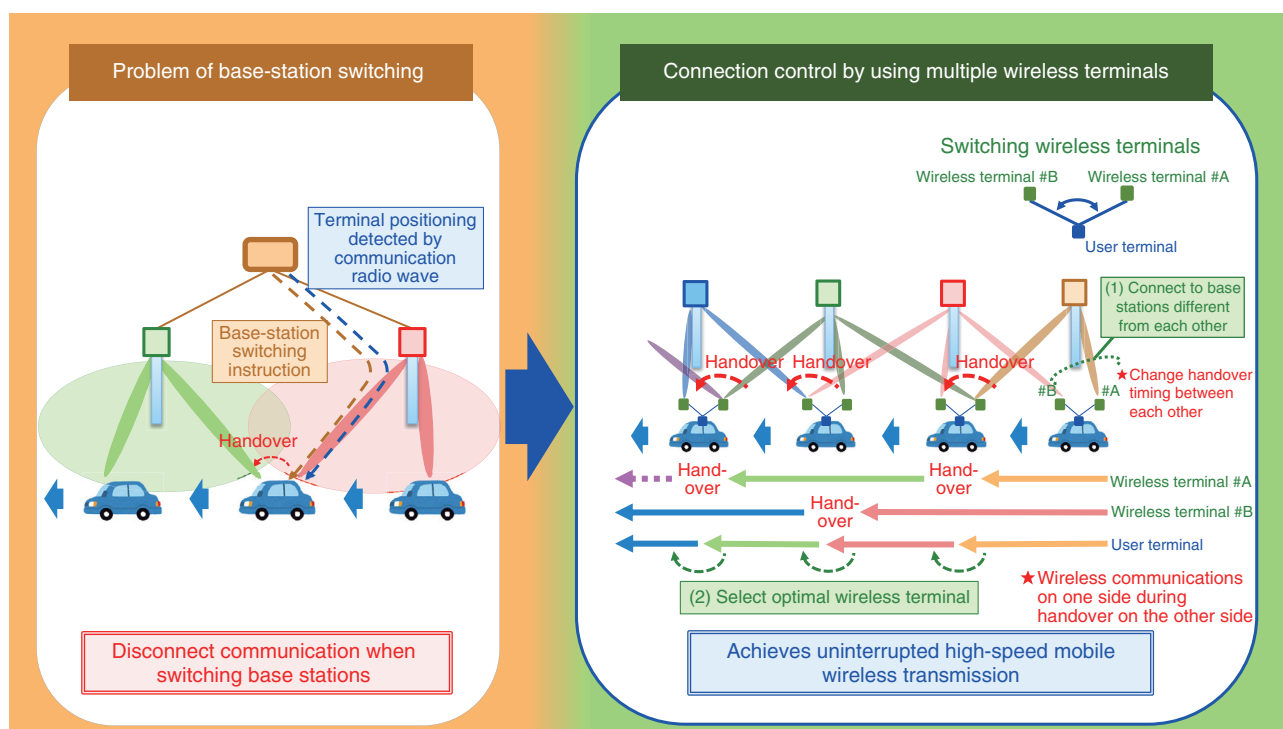 Problem of base-station switching
Terminal positioning
detected by
communication
radio wave
Base-station
switching
instruction
Handover
Disconnect communication when
switching base stations
Connection control by using multiple wireless terminals
Switching wireless terminals
Wireless terminal #B
Wireless terminal #A
User terminal
(1) Connect to base
stations different
from each other
Handover
Handover
Handover
#B
#A
★Change handover
timing between
each other
Hand-
over
Hand-
over
Wireless terminal #A
Hand-
over
Wireless terminal #B
User terminal
(2) Select optimal wireless terminal
★Wireless communications
on one side during
handover on the other side
Achieves uninterrupted high-speed mobile
wireless transmission